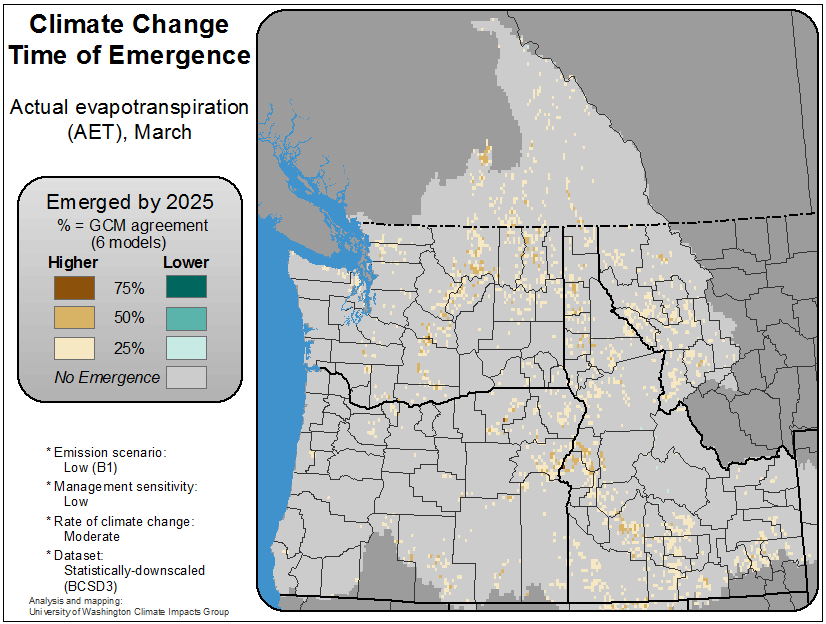 Climate Change
Time of Emergence
Actual evapotranspiration
(AET), March
Emerged by 2025
% = GCM agreement
(6 models)
Higher Lower
75%
50%
25%
No Emergence
* Emission scenario:
Low (B1)
* Management sensitivity:
Low
* Rate of climate change:
Moderate
* Dataset:
Statistically-downscaled
(BCSD3)
Analysis and mapping:
University of Washington Climate Impacts Group